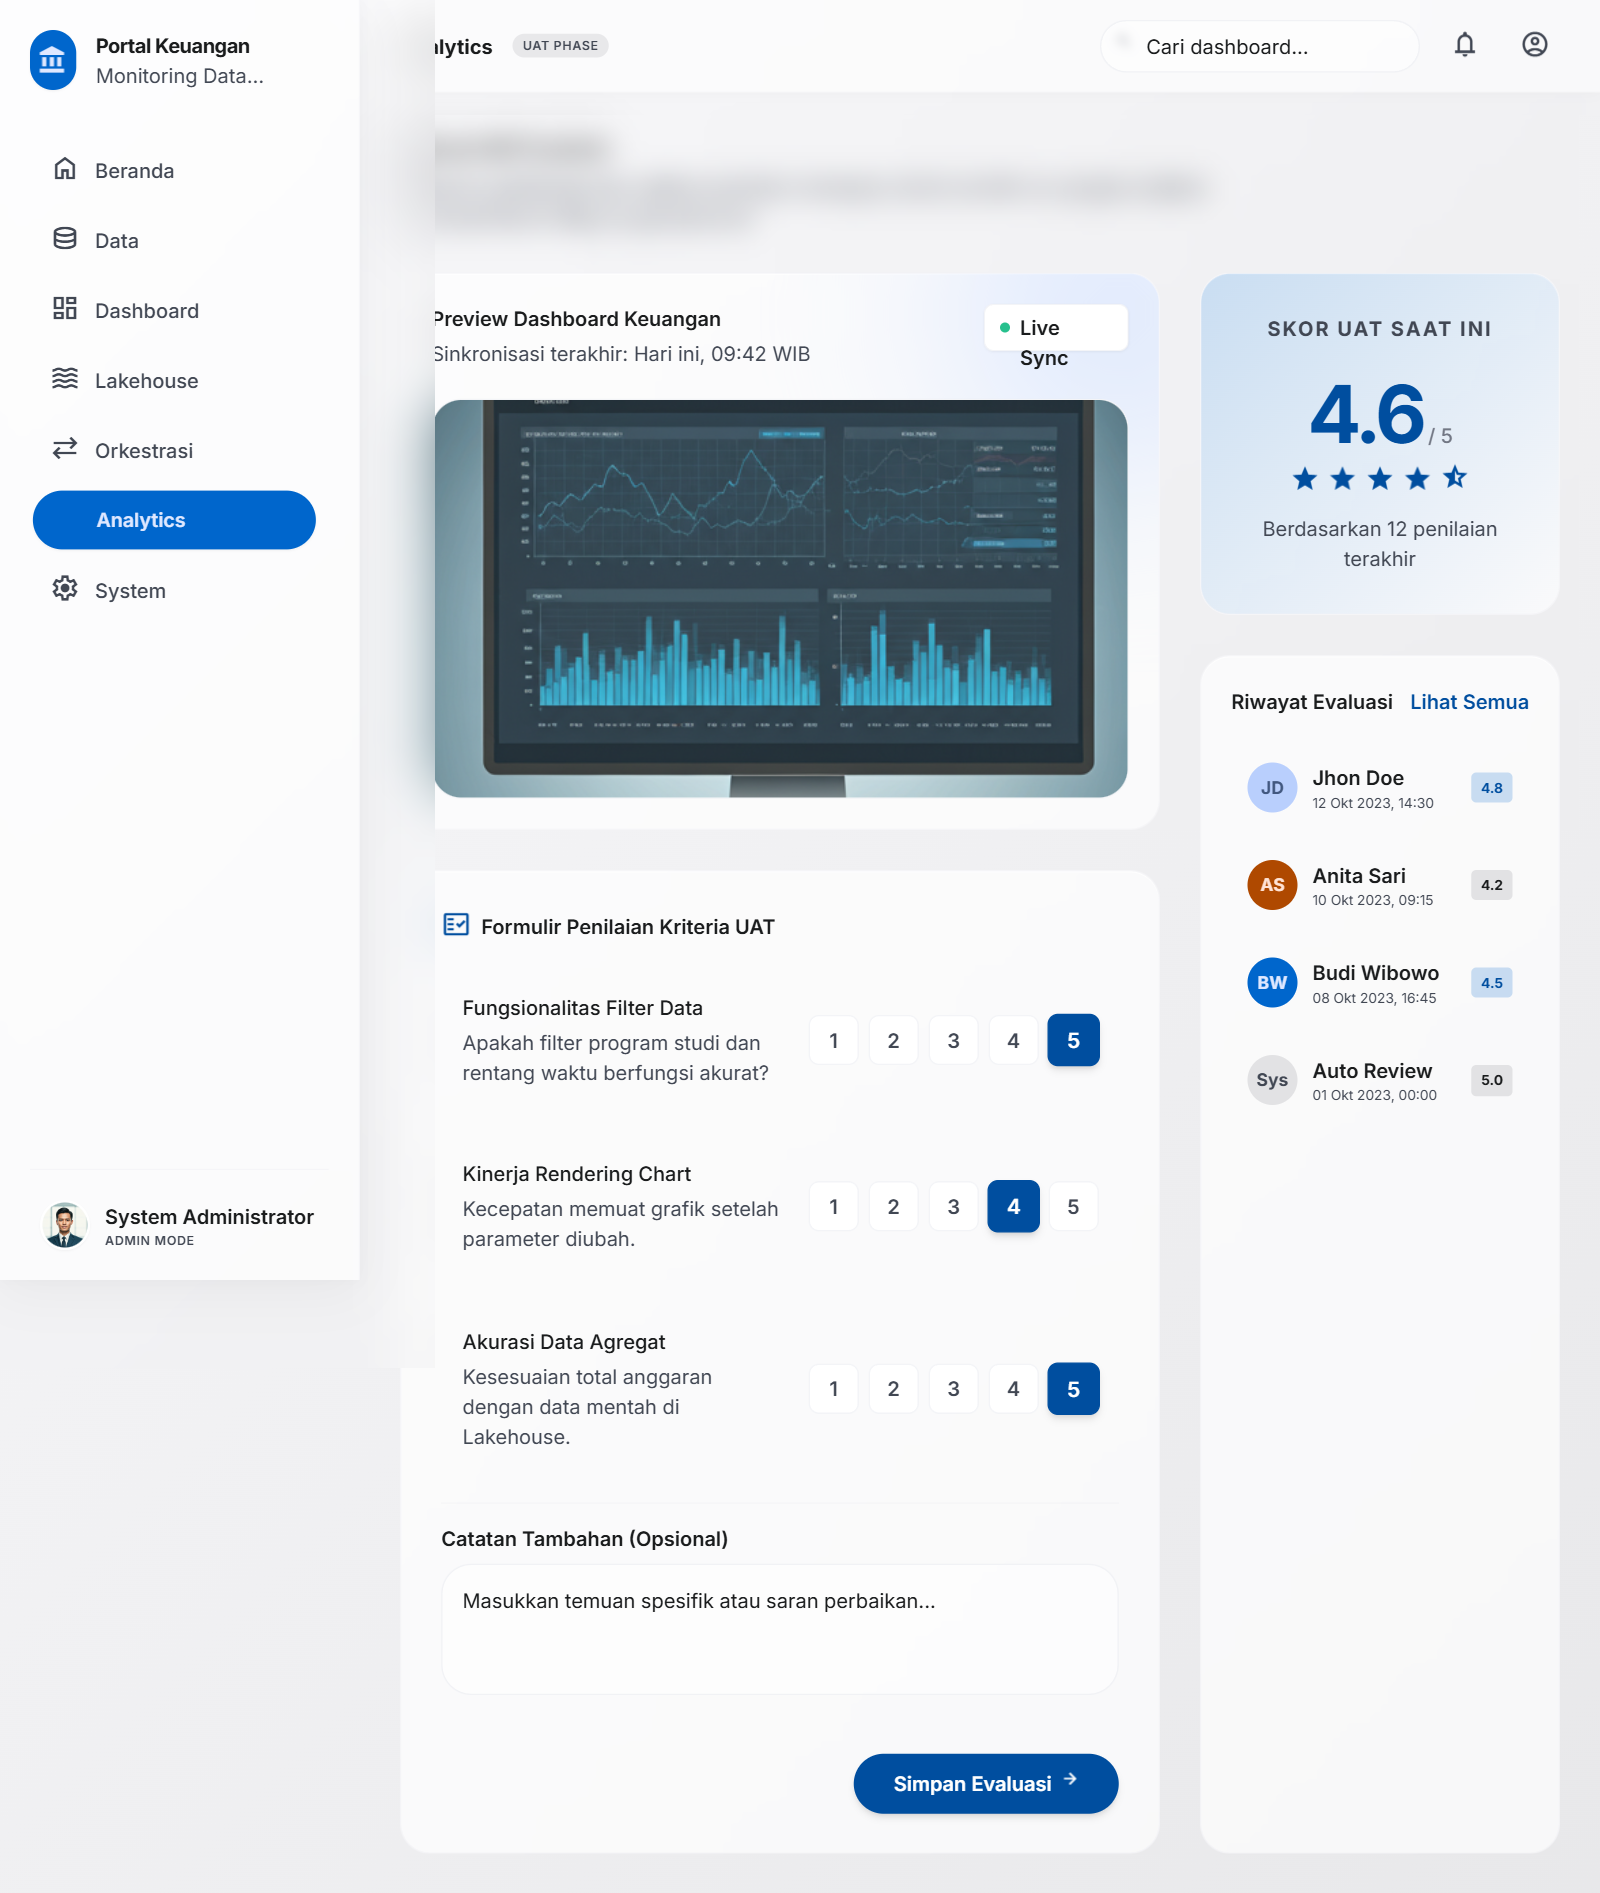 Portal Keuangan
Monitoring Data...
Beranda
Data
Dashboard
Lakehouse
Orkestrasi
Analytics
System
System Administrator
ADMIN MODE
alytics
UAT PHASE
Cari dashboard...
Preview Dashboard Keuangan
Sinkronisasi terakhir: Hari ini, 09:42 WIB
Live
Sync
Formulir Penilaian Kriteria UAT
Fungsionalitas Filter Data
Apakah filter program studi dan
rentang waktu berfungsi akurat?
1 2 3 4 5
Kinerja Rendering Chart
Kecepatan memuat grafik setelah
parameter diubah.
1 2 3 4 5
Akurasi Data Agregat
Kesesuaian total anggaran
dengan data mentah di
Lakehouse.
1 2 3 4 5
Catatan Tambahan (Opsional)
Masukkan temuan spesifik atau saran perbaikan...
Simpan Evaluasi
SKOR UAT SAAT INI
4.6 / 5
Berdasarkan 12 penilaian
terakhir
Riwayat Evaluasi Lihat Semua
JD
Jhon Doe
12 Okt 2023, 14:30
4.8
AS
Anita Sari
10 Okt 2023, 09:15
4.2
BW
Budi Wibowo
08 Okt 2023, 16:45
4.5
Sys
Auto Review
01 Okt 2023, 00:00
5.0